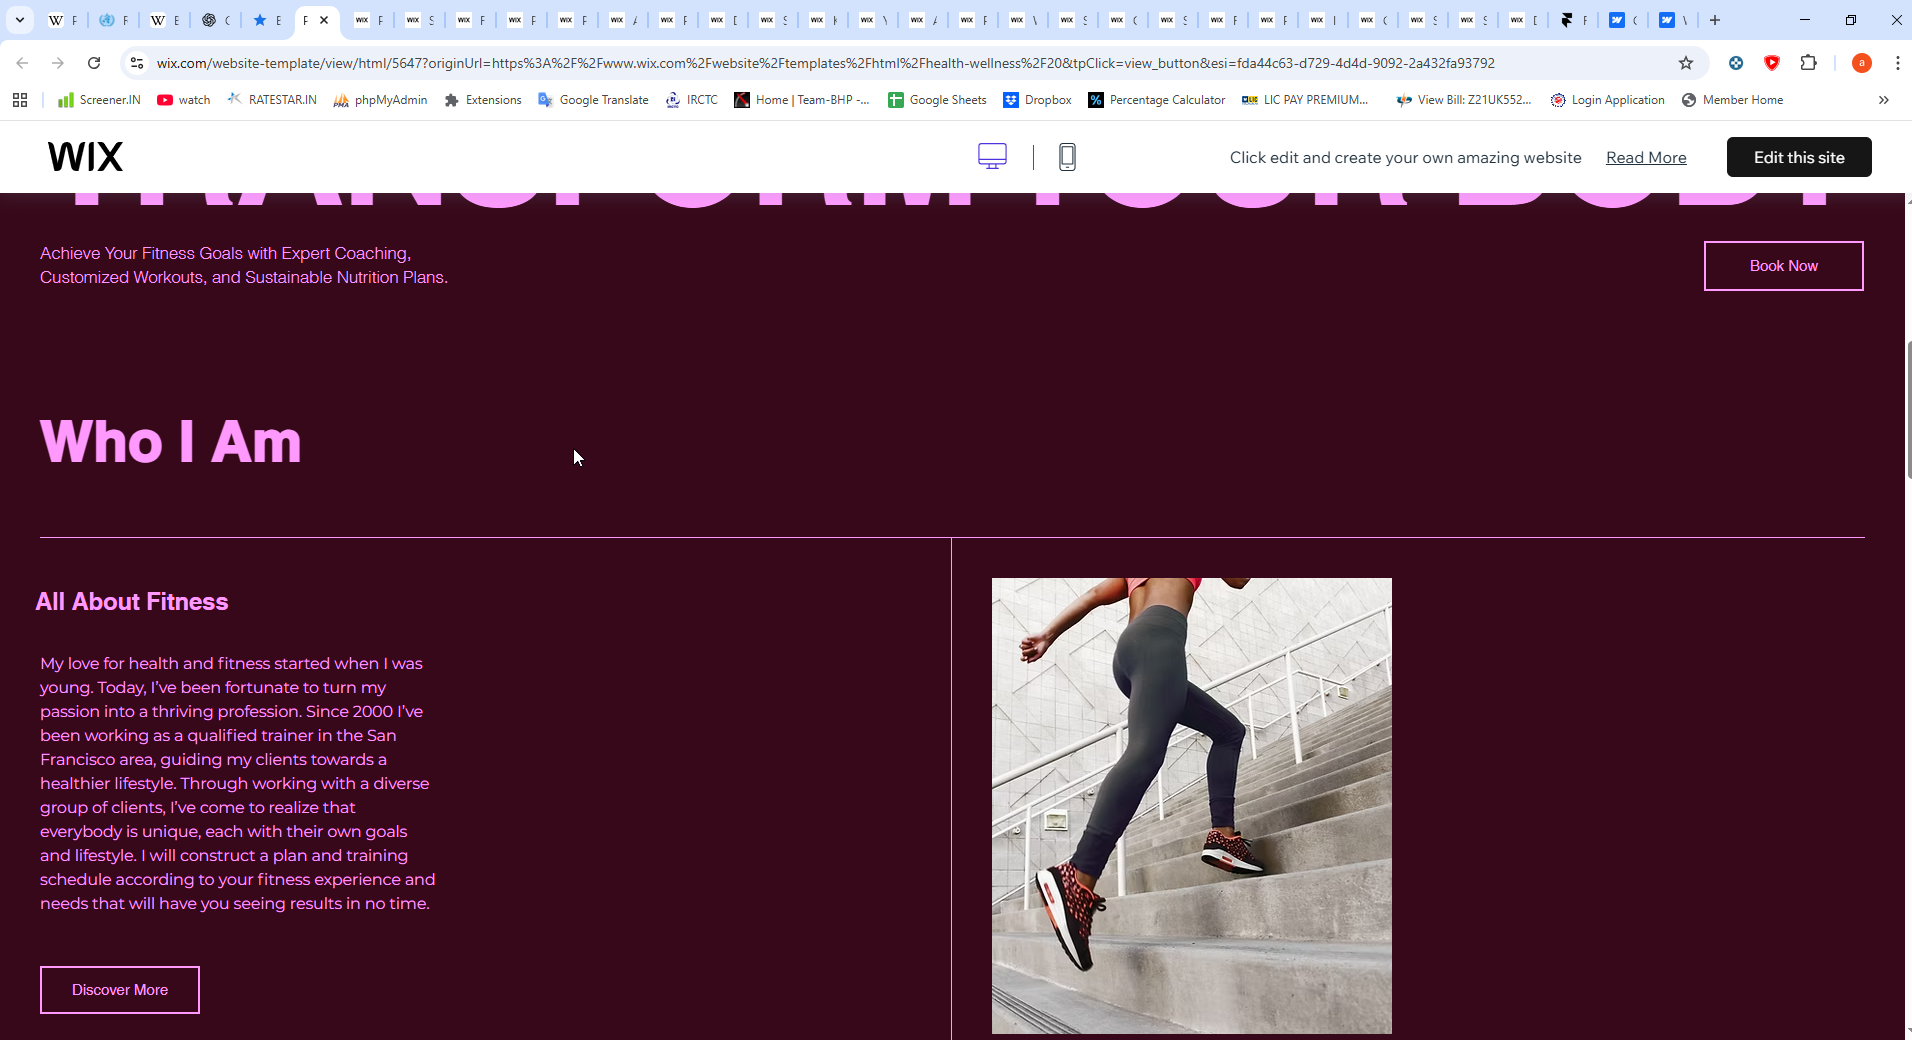 wix.com/website-template/view/html/5647?originUrl=https%3A%2F%2Fwww.wix.com%2Fwebsite%2Ftemplates%2Fhtml%2Fhealth-wellness%2F20&tpClick=view_button&esi=fda44c63-d729-4d4d-9092-2a432fa93792
Screener.IN watch RATESTAR.IN phpMyAdmin Extensions Google Translate IRCTC Home | Team-BHP -... Google Sheets Dropbox Percentage Calculator LIC PAY PREMIUM... View Bill: Z21UK552... Login Application Member Home
WIX Click edit and create your own amazing website Read More Edit this site
TRANSFORM YOUR BODY
Achieve Your Fitness Goals with Expert Coaching,
Customized Workouts, and Sustainable Nutrition Plans.
Book Now
Who I Am
All About Fitness
My love for health and fitness started when I was
young. Today, I've been fortunate to turn my
passion into a thriving profession. Since 2000 I've
been working as a qualified trainer in the San
Francisco area, guiding my clients towards a
healthier lifestyle. Through working with a diverse
group of clients, I've come to realize that
everybody is unique, each with their own goals
and lifestyle. I will construct a plan and training
schedule according to your fitness experience and
needs that will have you seeing results in no time.
Discover More